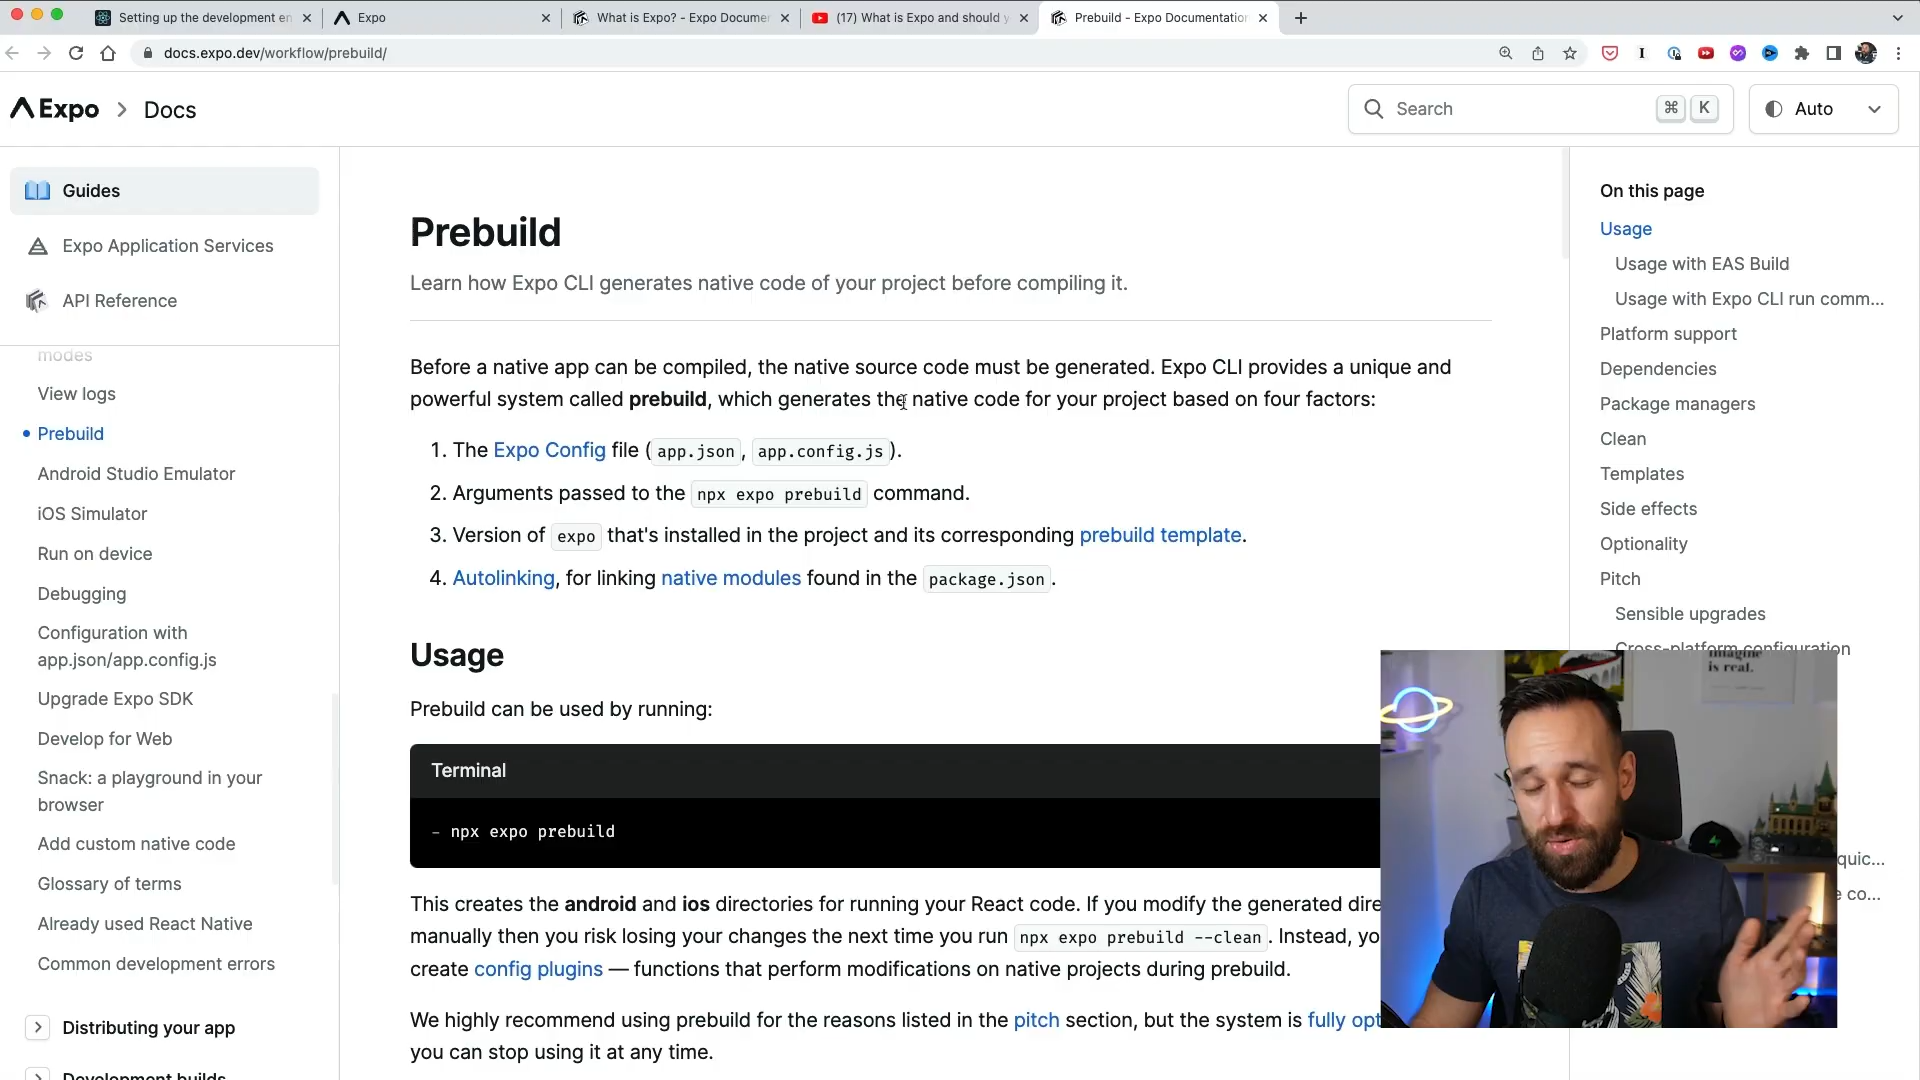 Setting up the development en
Expo
What is Expo? - Expo Documen
(17) What is Expo and should y
Prebuild - Expo Documentation
docs.expo.dev/workflow/prebuild/
Expo
Docs
Search
⌘ K
Auto
Guides
Expo Application Services
API Reference
modes
View logs
Prebuild
Android Studio Emulator
iOS Simulator
Run on device
Debugging
Configuration with
app.json/app.config.js
Upgrade Expo SDK
Develop for Web
Snack: a playground in your
browser
Add custom native code
Glossary of terms
Already used React Native
Common development errors
Distributing your app
Development builds
Prebuild
Learn how Expo CLI generates native code of your project before compiling it.
Before a native app can be compiled, the native source code must be generated. Expo CLI provides a unique and
powerful system called prebuild, which generates the native code for your project based on four factors:
1. The Expo Config file (app.json, app.config.js).
2. Arguments passed to the npx expo prebuild command.
3. Version of expo that's installed in the project and its corresponding prebuild template.
4. Autolinking, for linking native modules found in the package.json.
Usage
Prebuild can be used by running:
Terminal
- npx expo prebuild
This creates the android and ios directories for running your React code. If you modify the generated dire
manually then you risk losing your changes the next time you run npx expo prebuild --clean. Instead, yo
create config plugins — functions that perform modifications on native projects during prebuild.
We highly recommend using prebuild for the reasons listed in the pitch section, but the system is fully opt
you can stop using it at any time.
On this page
Usage
Usage with EAS Build
Usage with Expo CLI run comm...
Platform support
Dependencies
Package managers
Clean
Templates
Side effects
Optionality
Pitch
Sensible upgrades
Cross-platform configuration
quic...
e co...
imagine
is real.